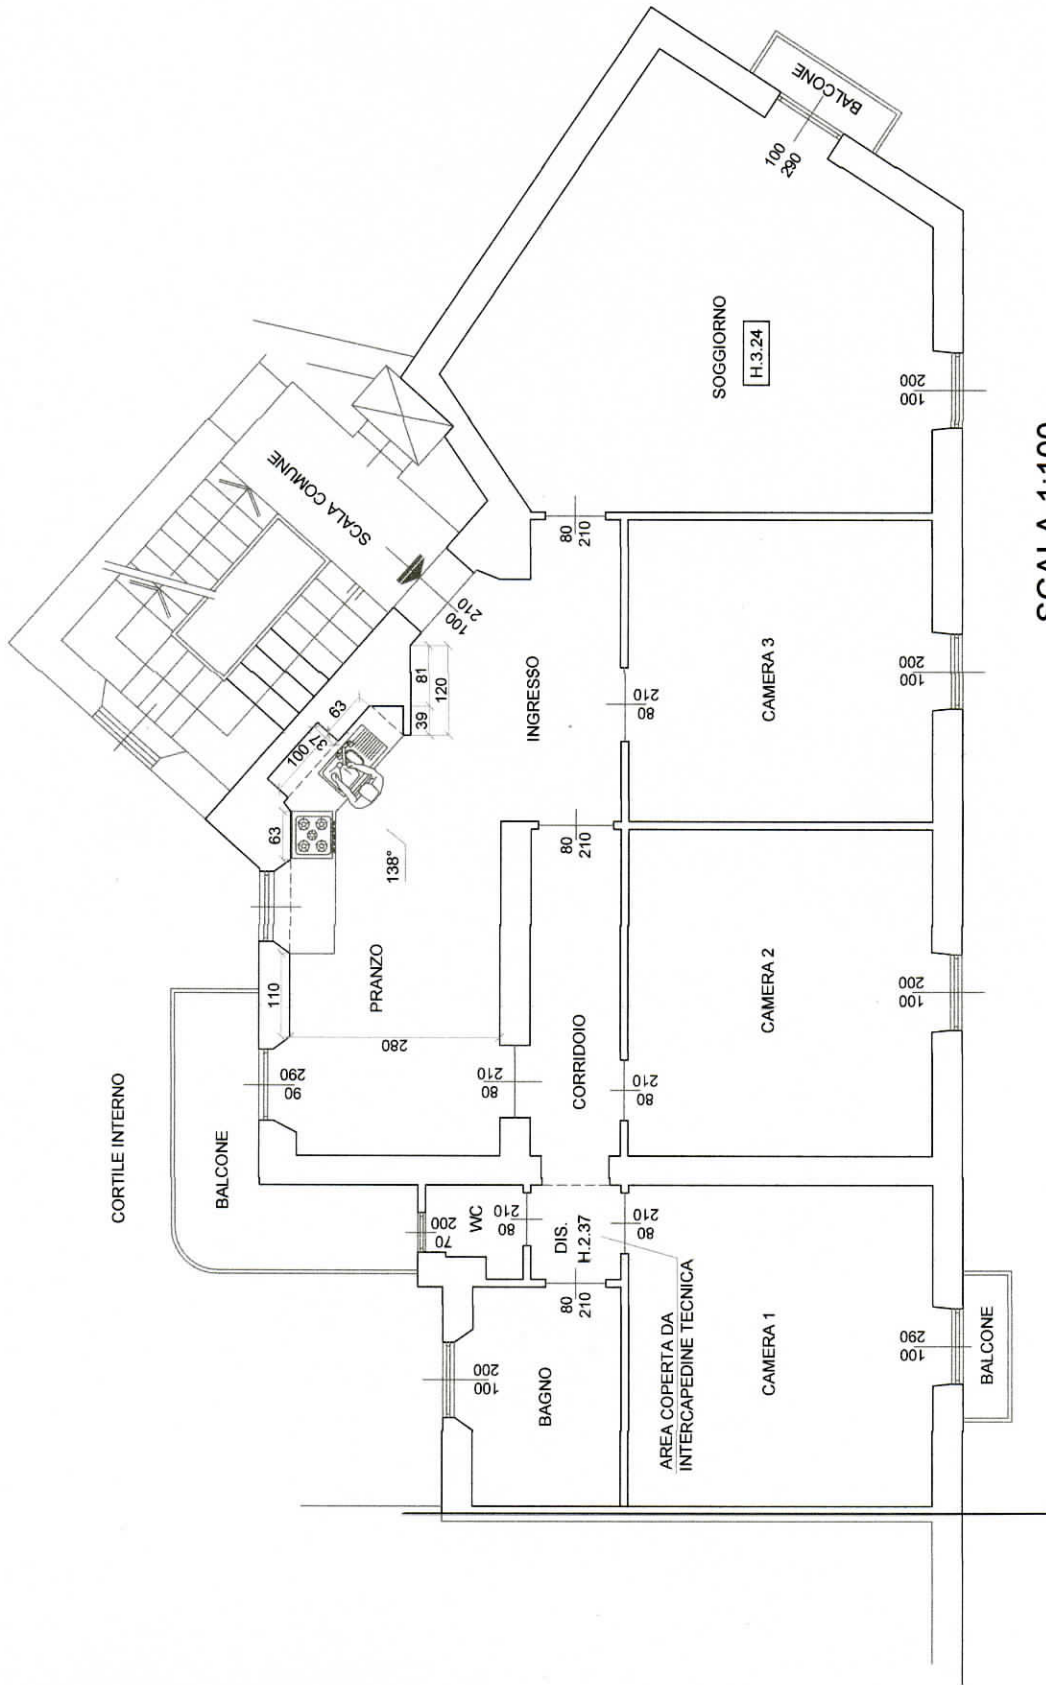 CORTILE INTERNO
BALCONE
90
290
110
PRANZO
280
138°
63
100
37
63
39
81
120
SCALA COMUNE
100
210
INGRESSO
BALCONE
100
290
SOGGIORNO
H.3.24
100
200
80
210
80
210
CAMERA 3
100
200
80
210
CORRIDOIO
80
210
80
210
CAMERA 2
100
200
WC
70
200
80
210
DIS.
H.2.37
80
210
80
210
BAGNO
100
200
AREA COPERTA DA
INTERCAPEDINE TECNICA
CAMERA 1
100
290
BALCONE
SCALA 1:100